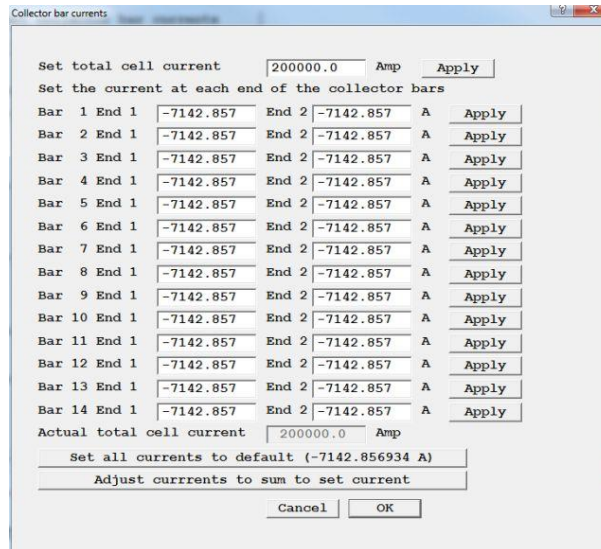 Collector bar currents
Set total cell current 200000.0 Amp Apply
Set the current at each end of the collector bars
Bar 1 End 1 -7142.857 End 2 -7142.857 A Apply
Bar 2 End 1 -7142.857 End 2 -7142.857 A Apply
Bar 3 End 1 -7142.857 End 2 -7142.857 A Apply
Bar 4 End 1 -7142.857 End 2 -7142.857 A Apply
Bar 5 End 1 -7142.857 End 2 -7142.857 A Apply
Bar 6 End 1 -7142.857 End 2 -7142.857 A Apply
Bar 7 End 1 -7142.857 End 2 -7142.857 A Apply
Bar 8 End 1 -7142.857 End 2 -7142.857 A Apply
Bar 9 End 1 -7142.857 End 2 -7142.857 A Apply
Bar 10 End 1 -7142.857 End 2 -7142.857 A Apply
Bar 11 End 1 -7142.857 End 2 -7142.857 A Apply
Bar 12 End 1 -7142.857 End 2 -7142.857 A Apply
Bar 13 End 1 -7142.857 End 2 -7142.857 A Apply
Bar 14 End 1 -7142.857 End 2 -7142.857 A Apply
Actual total cell current 200000.0 Amp
Set all currents to default (-7142.856934 A)
Adjust currrents to sum to set current
Cancel OK